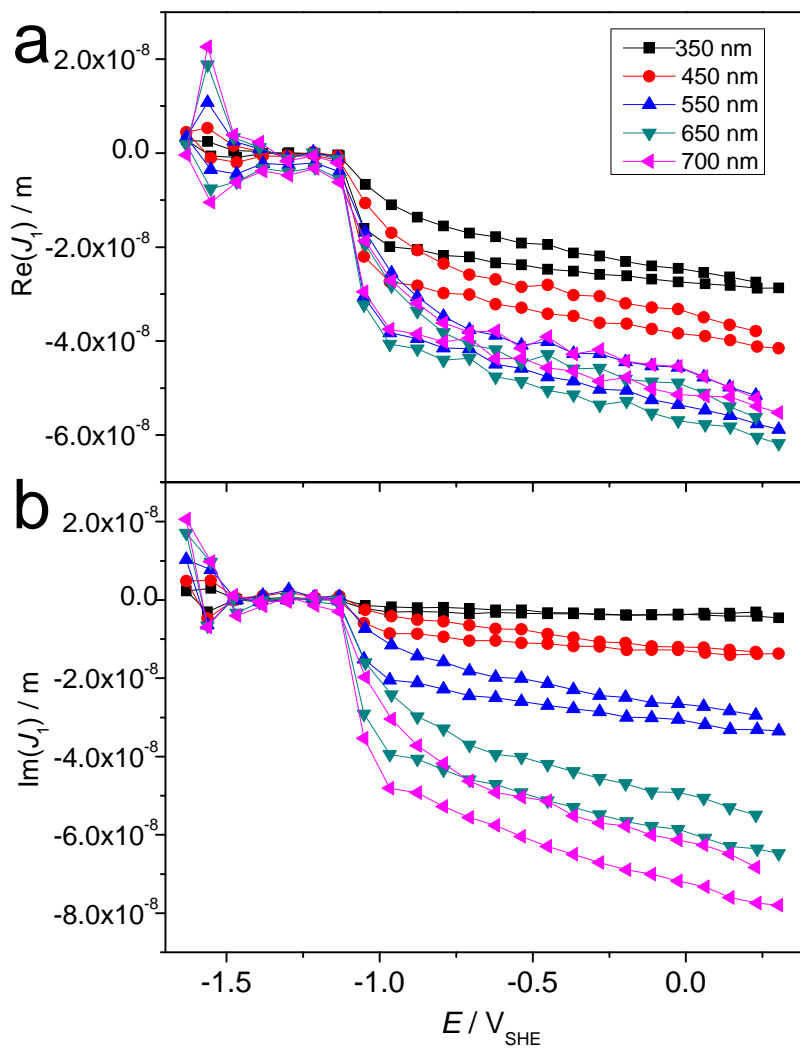 a
2.0x10⁻⁸
0.0
-2.0x10⁻⁸
-4.0x10⁻⁸
-6.0x10⁻⁸
Re(J₁) / m
350 nm
450 nm
550 nm
650 nm
700 nm
b
2.0x10⁻⁸
0.0
-2.0x10⁻⁸
-4.0x10⁻⁸
-6.0x10⁻⁸
-8.0x10⁻⁸
Im(J₁) / m
-1.5 -1.0 -0.5 0.0
E / V_SHE